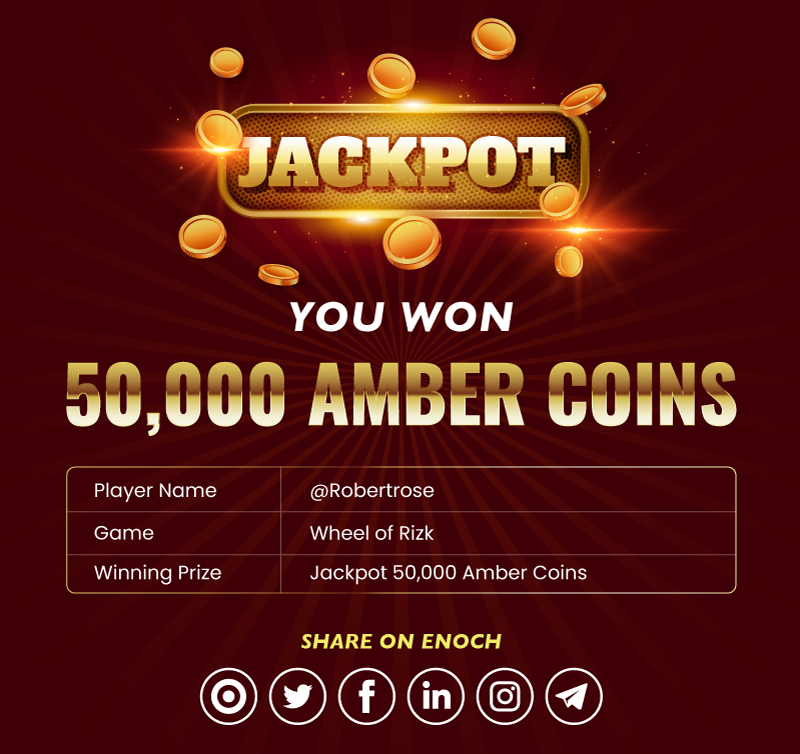 JACKPOT
YOU WON
50,000 AMBER COINS
Player Name @Robertrose
Game Wheel of Rizk
Winning Prize Jackpot 50,000 Amber Coins
SHARE ON ENOCH